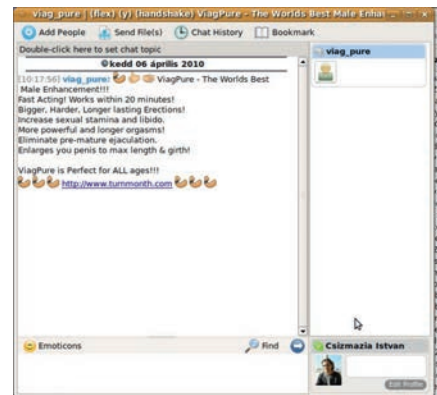 viag_pure | (flex) (y) (handshake) ViagPure - The Worlds Best Male Enhan
Add People Send File(s) Chat History Bookmark
Double-click here to set chat topic
kedd 06 április 2010
[10:17:56] viag_pure: ViagPure - The Worlds Best
Male Enhancement!!!
Fast Acting! Works within 20 minutes!
Bigger, Harder, Longer lasting Erections!
Increase sexual stamina and libido.
More powerful and longer orgasms!
Eliminate pre-mature ejaculation.
Enlarges you penis to max length & girth!
ViagPure is Perfect for ALL ages!!!
http://www.turnmonth.com
viag_pure
Emoticons Find
Csizmazia Istvan
Edit Profile